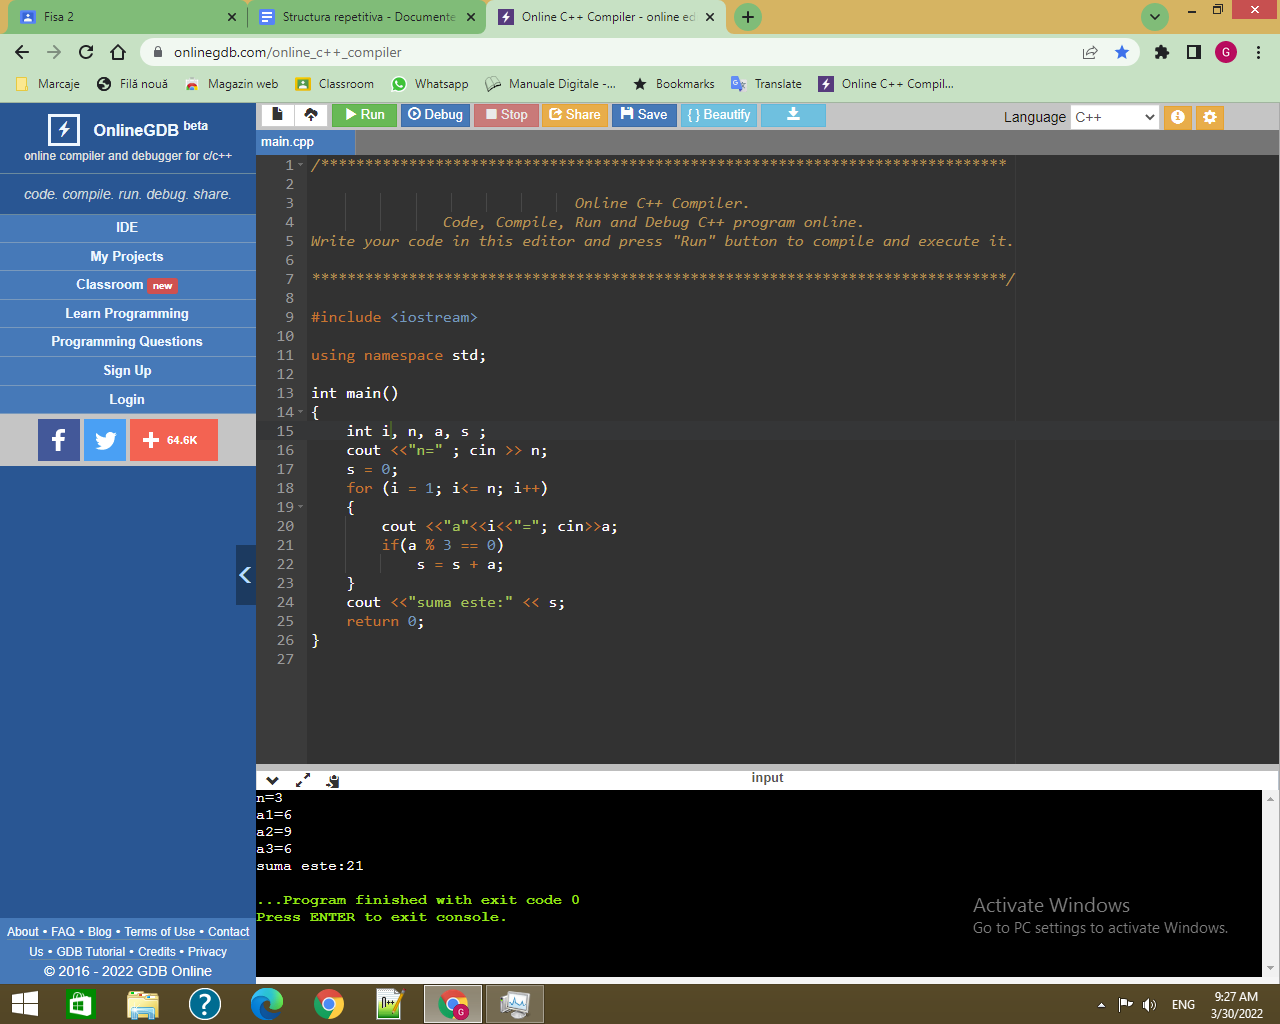 Fisa 2
Structura repetitiva - Documente
Online C++ Compiler - online ed
onlinegdb.com/online_c++_compiler
G
Marcaje
Filă nouă
Magazin web
Classroom
Whatsapp
Manuale Digitale -...
Bookmarks
Translate
Online C++ Compil...
OnlineGDB beta
online compiler and debugger for c/c++
code. compile. run. debug. share.
IDE
My Projects
Classroom new
Learn Programming
Programming Questions
Sign Up
Login
64.6K
About • FAQ • Blog • Terms of Use • Contact
Us • GDB Tutorial • Credits • Privacy
© 2016 - 2022 GDB Online
Run Debug Stop Share Save { } Beautify
Language C++
main.cpp
1 /******************************************************************************
2
3 Online C++ Compiler.
4 Code, Compile, Run and Debug C++ program online.
5 Write your code in this editor and press "Run" button to compile and execute it.
6
7 *******************************************************************************/
8
9 #include <iostream>
10
11 using namespace std;
12
13 int main()
14 {
15 int i, n, a, s ;
16 cout <<"n=" ; cin >> n;
17 s = 0;
18 for (i = 1; i<= n; i++)
19 {
20 cout <<"a"<<i<<"="; cin>>a;
21 if(a % 3 == 0)
22 s = s + a;
23 }
24 cout <<"suma este:" << s;
25 return 0;
26 }
27
input
n=3
a1=6
a2=9
a3=6
suma este:21
...Program finished with exit code 0
Press ENTER to exit console.
Activate Windows
Go to PC settings to activate Windows.
ENG
9:27 AM
3/30/2022